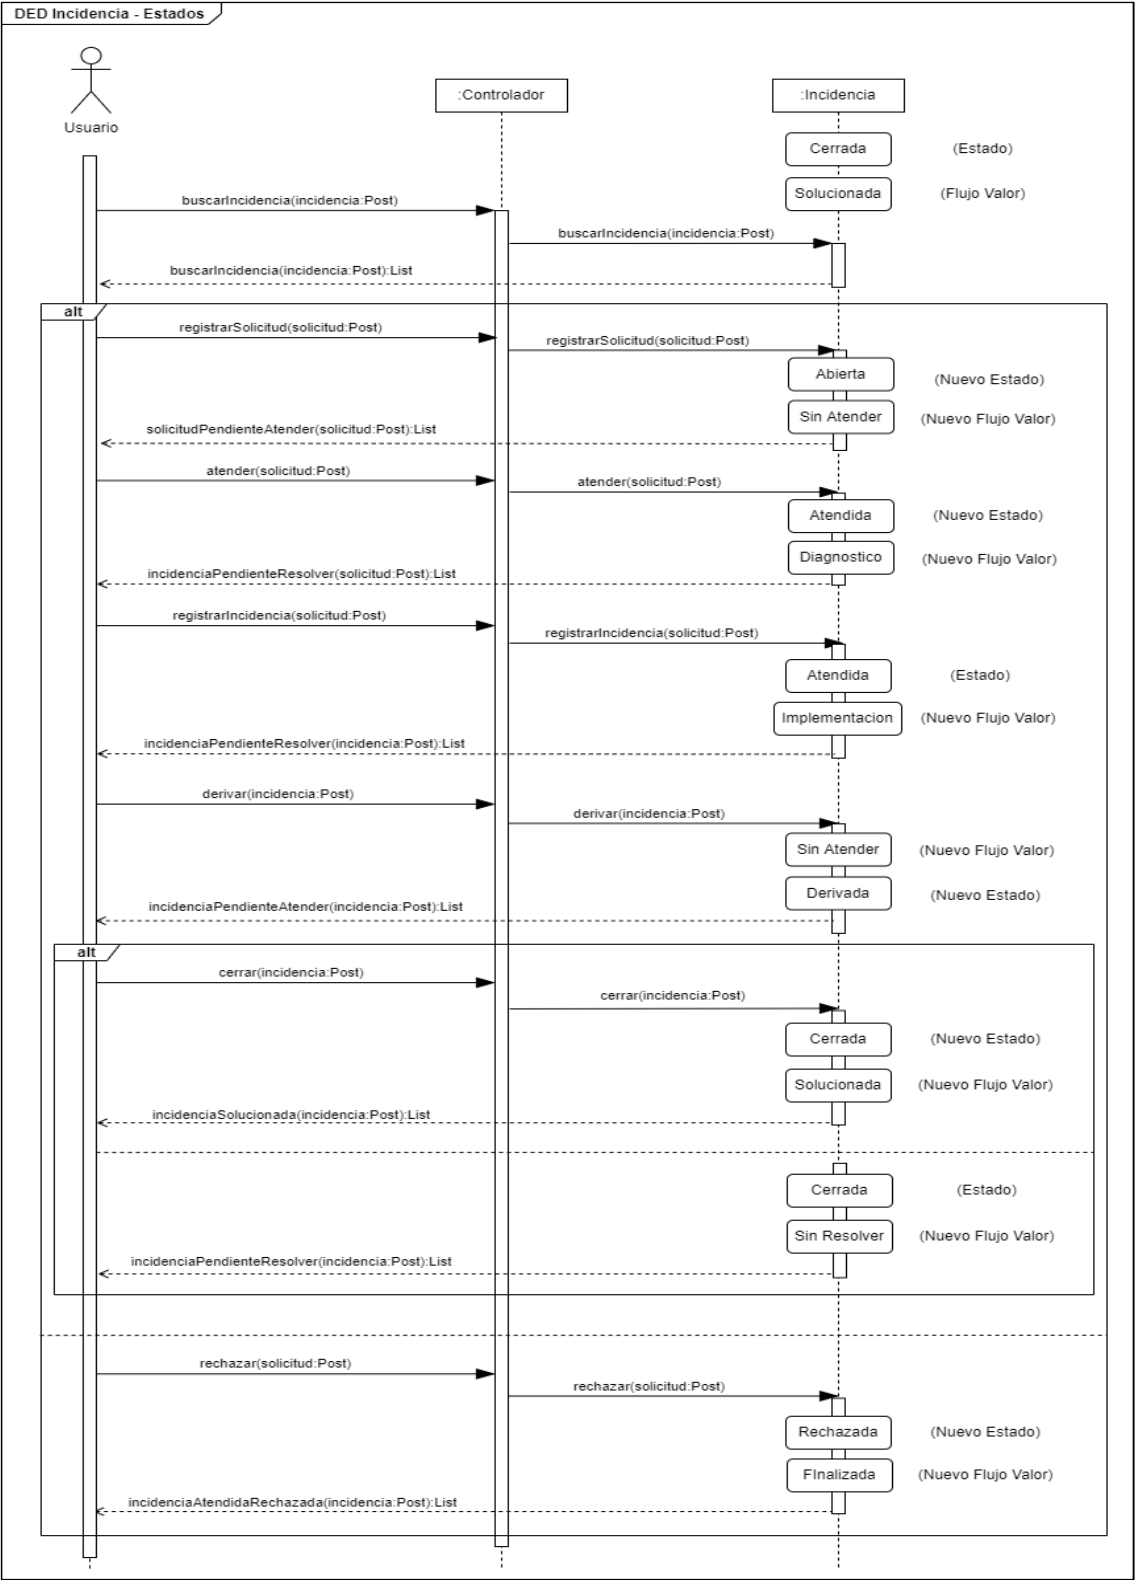 DED Incidencia - Estados
Usuario
:Controlador
:Incidencia
Cerrada (Estado)
Solucionada (Flujo Valor)
buscarIncidencia(incidencia:Post)
buscarIncidencia(incidencia:Post)
buscarIncidencia(incidencia:Post):List
alt
registrarSolicitud(solicitud:Post)
registrarSolicitud(solicitud:Post)
Abierta (Nuevo Estado)
Sin Atender (Nuevo Flujo Valor)
solicitudPendienteAtender(solicitud:Post):List
atender(solicitud:Post)
atender(solicitud:Post)
Atendida (Nuevo Estado)
Diagnostico (Nuevo Flujo Valor)
incidenciaPendienteResolver(solicitud:Post):List
registrarIncidencia(solicitud:Post)
registrarIncidencia(solicitud:Post)
Atendida (Estado)
Implementacion (Nuevo Flujo Valor)
incidenciaPendienteResolver(incidencia:Post):List
derivar(incidencia:Post)
derivar(incidencia:Post)
Sin Atender (Nuevo Flujo Valor)
Derivada (Nuevo Estado)
incidenciaPendienteAtender(incidencia:Post):List
alt
cerrar(incidencia:Post)
cerrar(incidencia:Post)
Cerrada (Nuevo Estado)
Solucionada (Nuevo Flujo Valor)
incidenciaSolucionada(incidencia:Post):List
Cerrada (Estado)
Sin Resolver (Nuevo Flujo Valor)
incidenciaPendienteResolver(incidencia:Post):List
rechazar(solicitud:Post)
rechazar(solicitud:Post)
Rechazada (Nuevo Estado)
FInalizada (Nuevo Flujo Valor)
incidenciaAtendidaRechazada(incidencia:Post):List